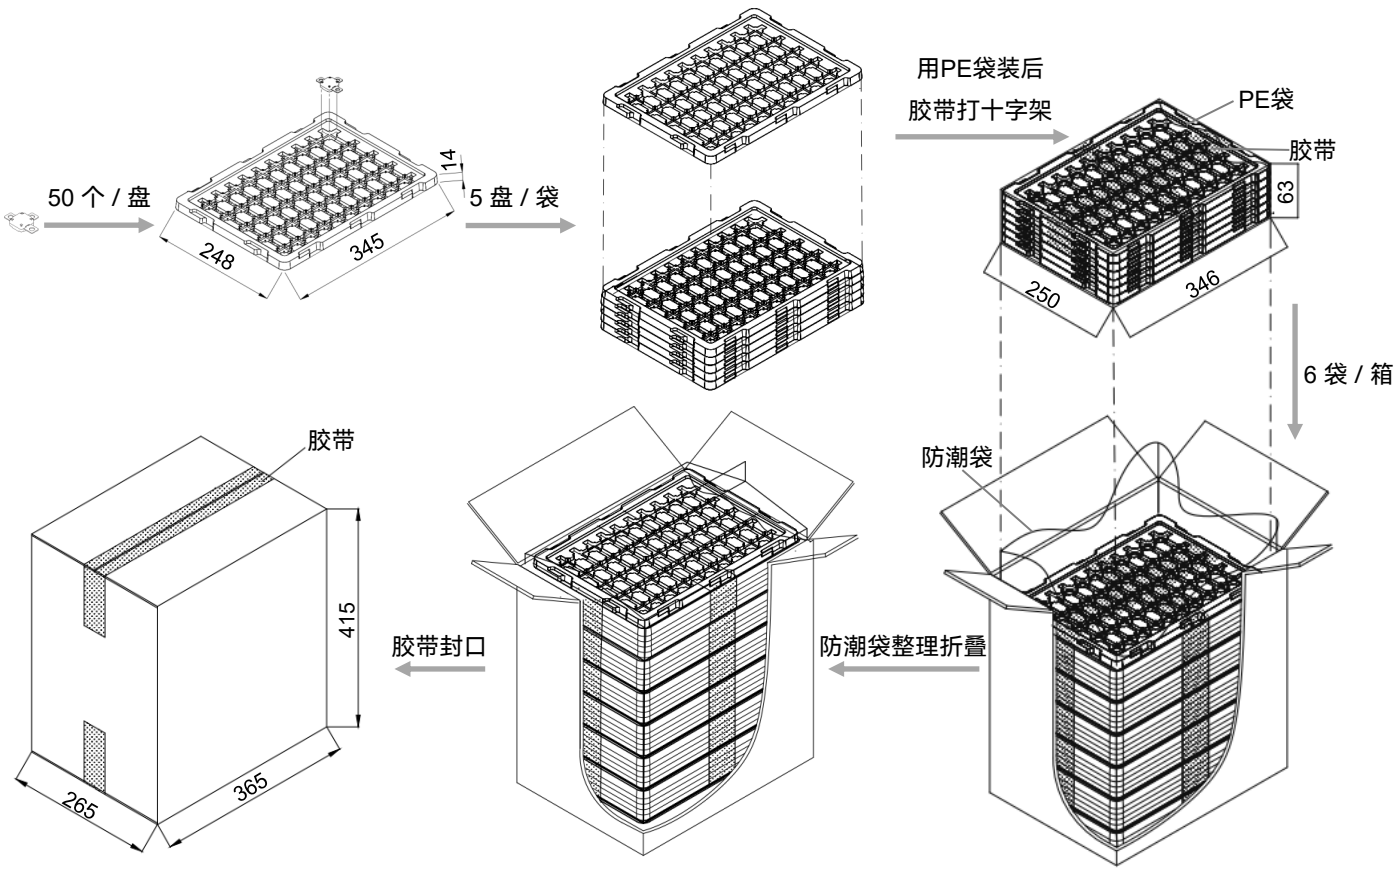 50 个 / 盘
248
345
14
5 盘 / 袋
用PE袋装后
胶带打十字架
PE袋
胶带
63
250
346
6 袋 / 箱
防潮袋
防潮袋整理折叠
胶带封口
胶带
415
265
365